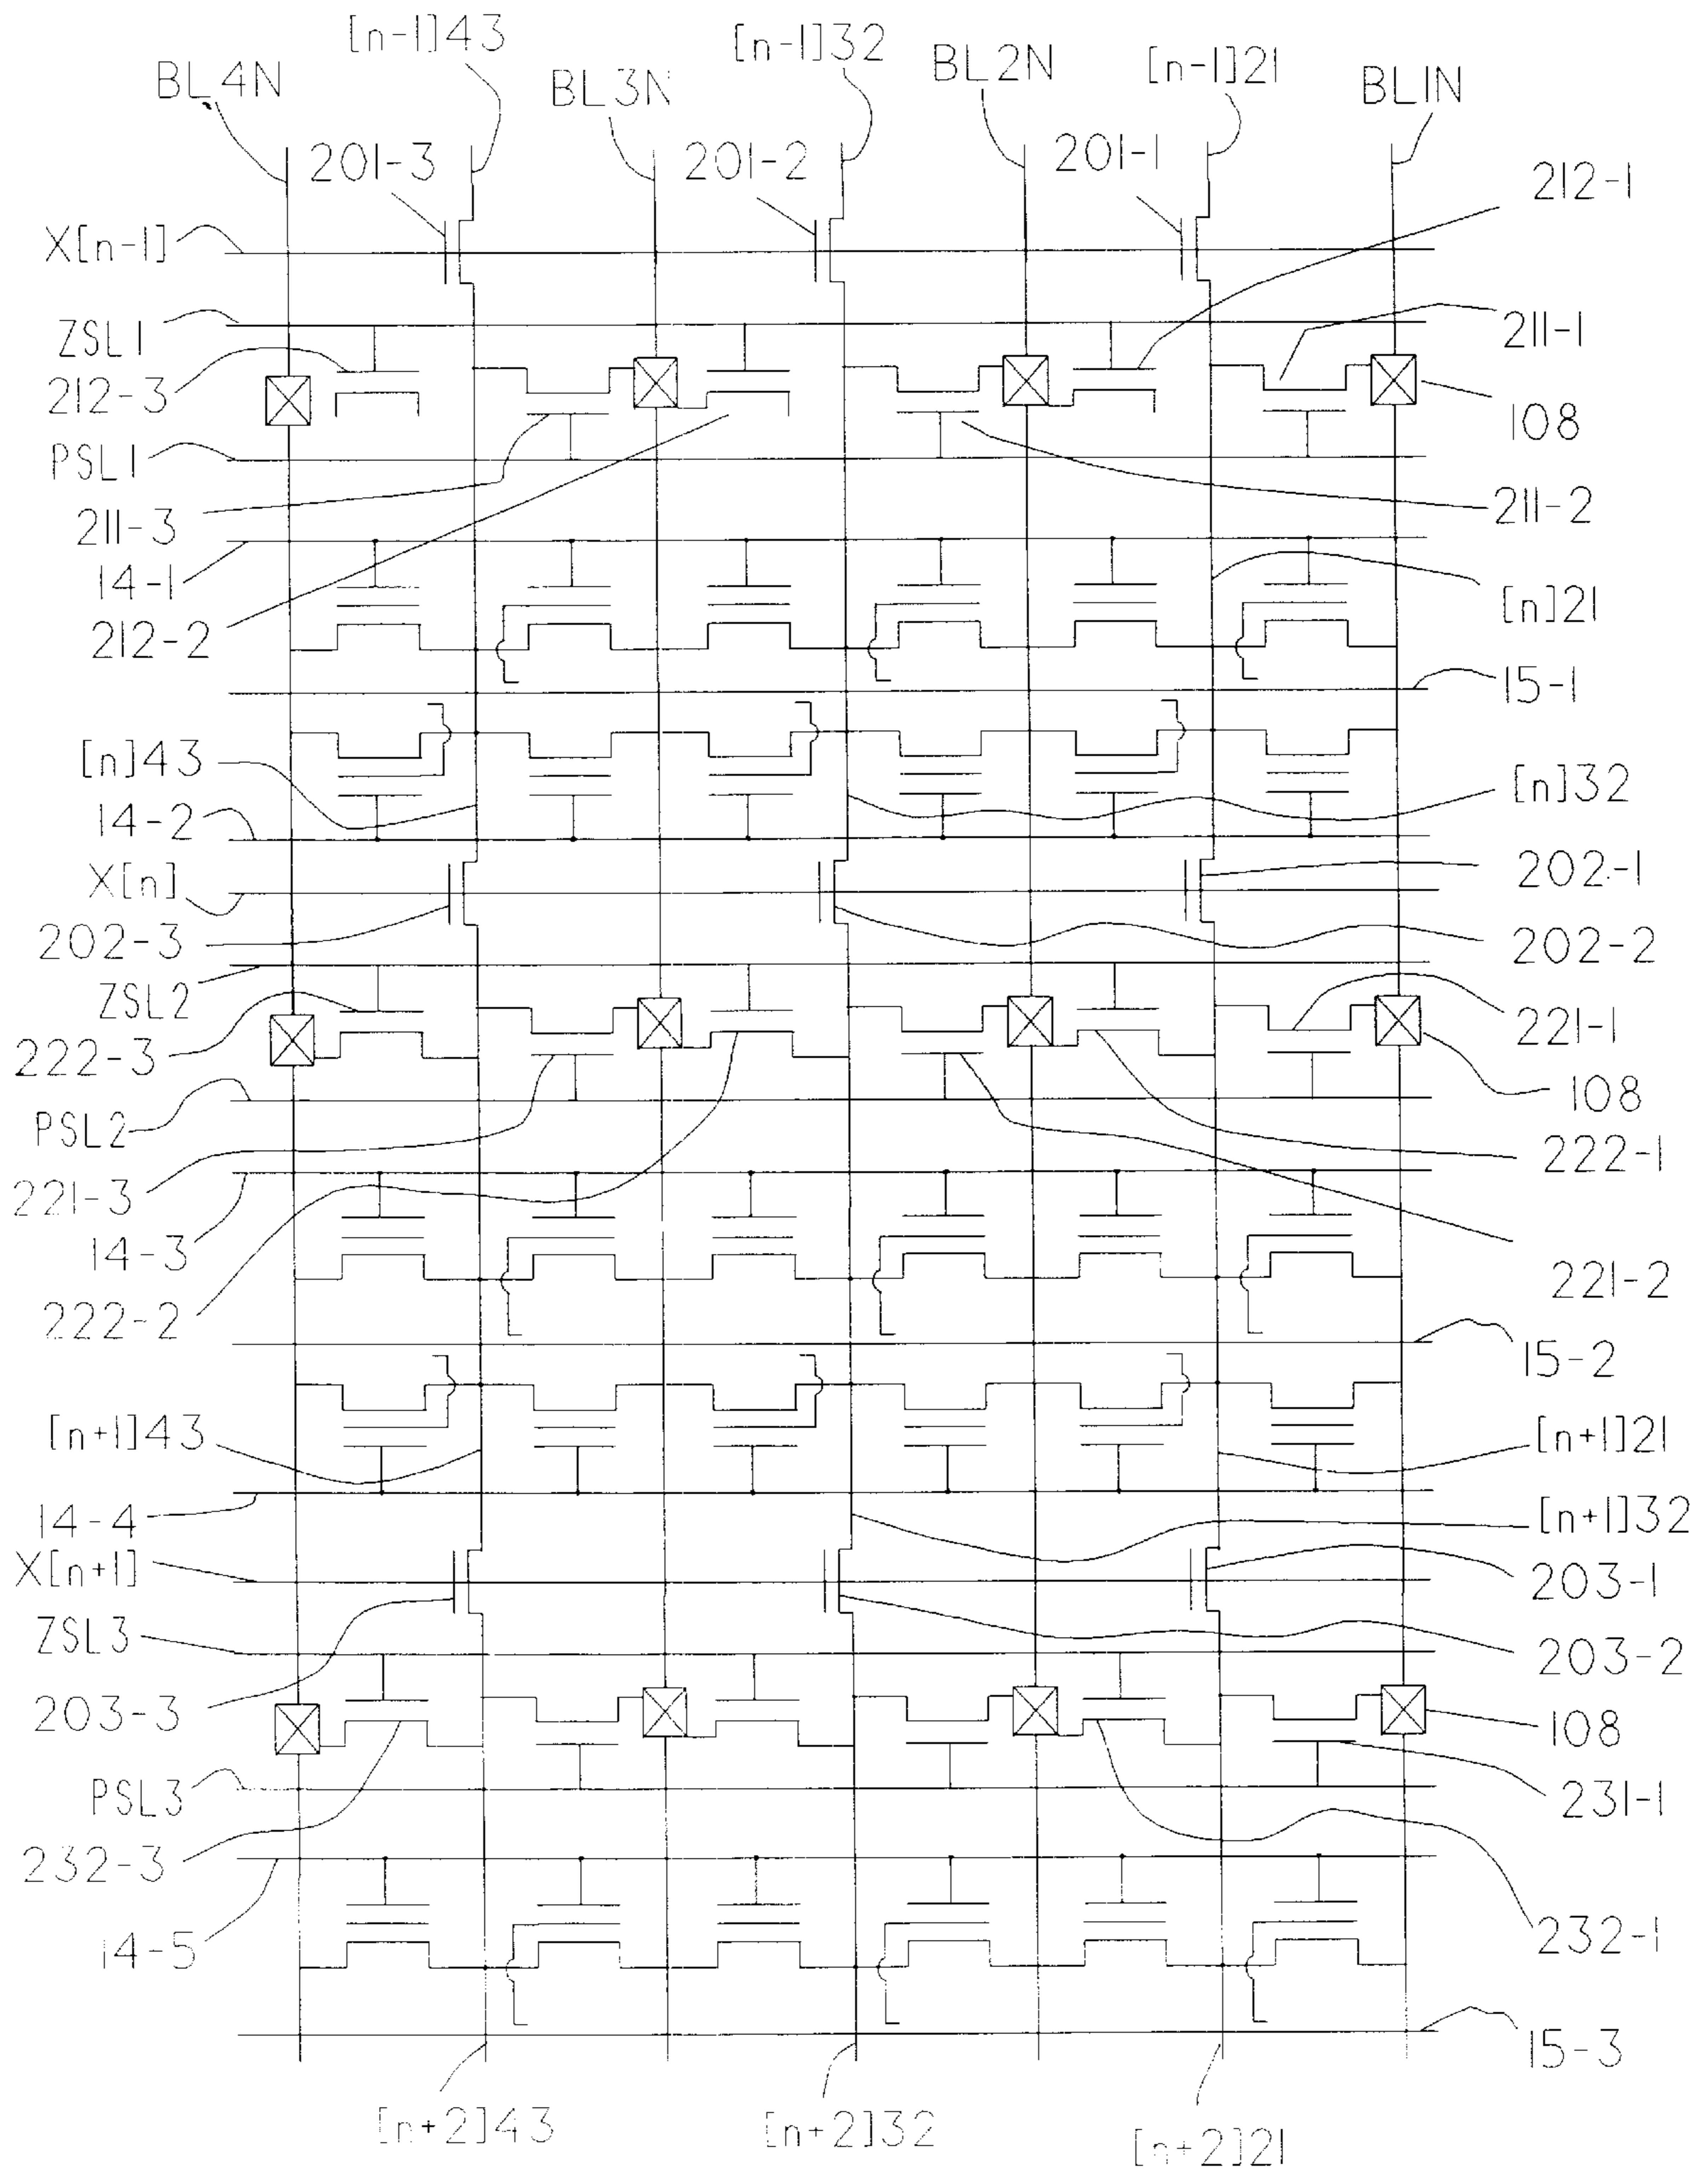 [n-1]43
[n-1]32
BL4N
BL3N
BL2N
[n-1]21
BL1N
201-3
201-2
201-1
212-1
X[n-1]
ZSL1
211-1
212-3
108
PSL1
211-3
211-2
14-1
[n]21
212-2
15-1
[n]43
[n]32
14-2
202-1
X[n]
202-3
202-2
ZSL2
221-1
222-3
108
PSL2
222-1
221-3
14-3
221-2
222-2
15-2
[n+1]43
[n+1]21
14-4
[n+1]32
X[n+1]
203-1
ZSL3
203-2
203-3
108
PSL3
231-1
232-3
232-1
14-5
15-3
[n+2]43
[n+2]32
[n+2]21